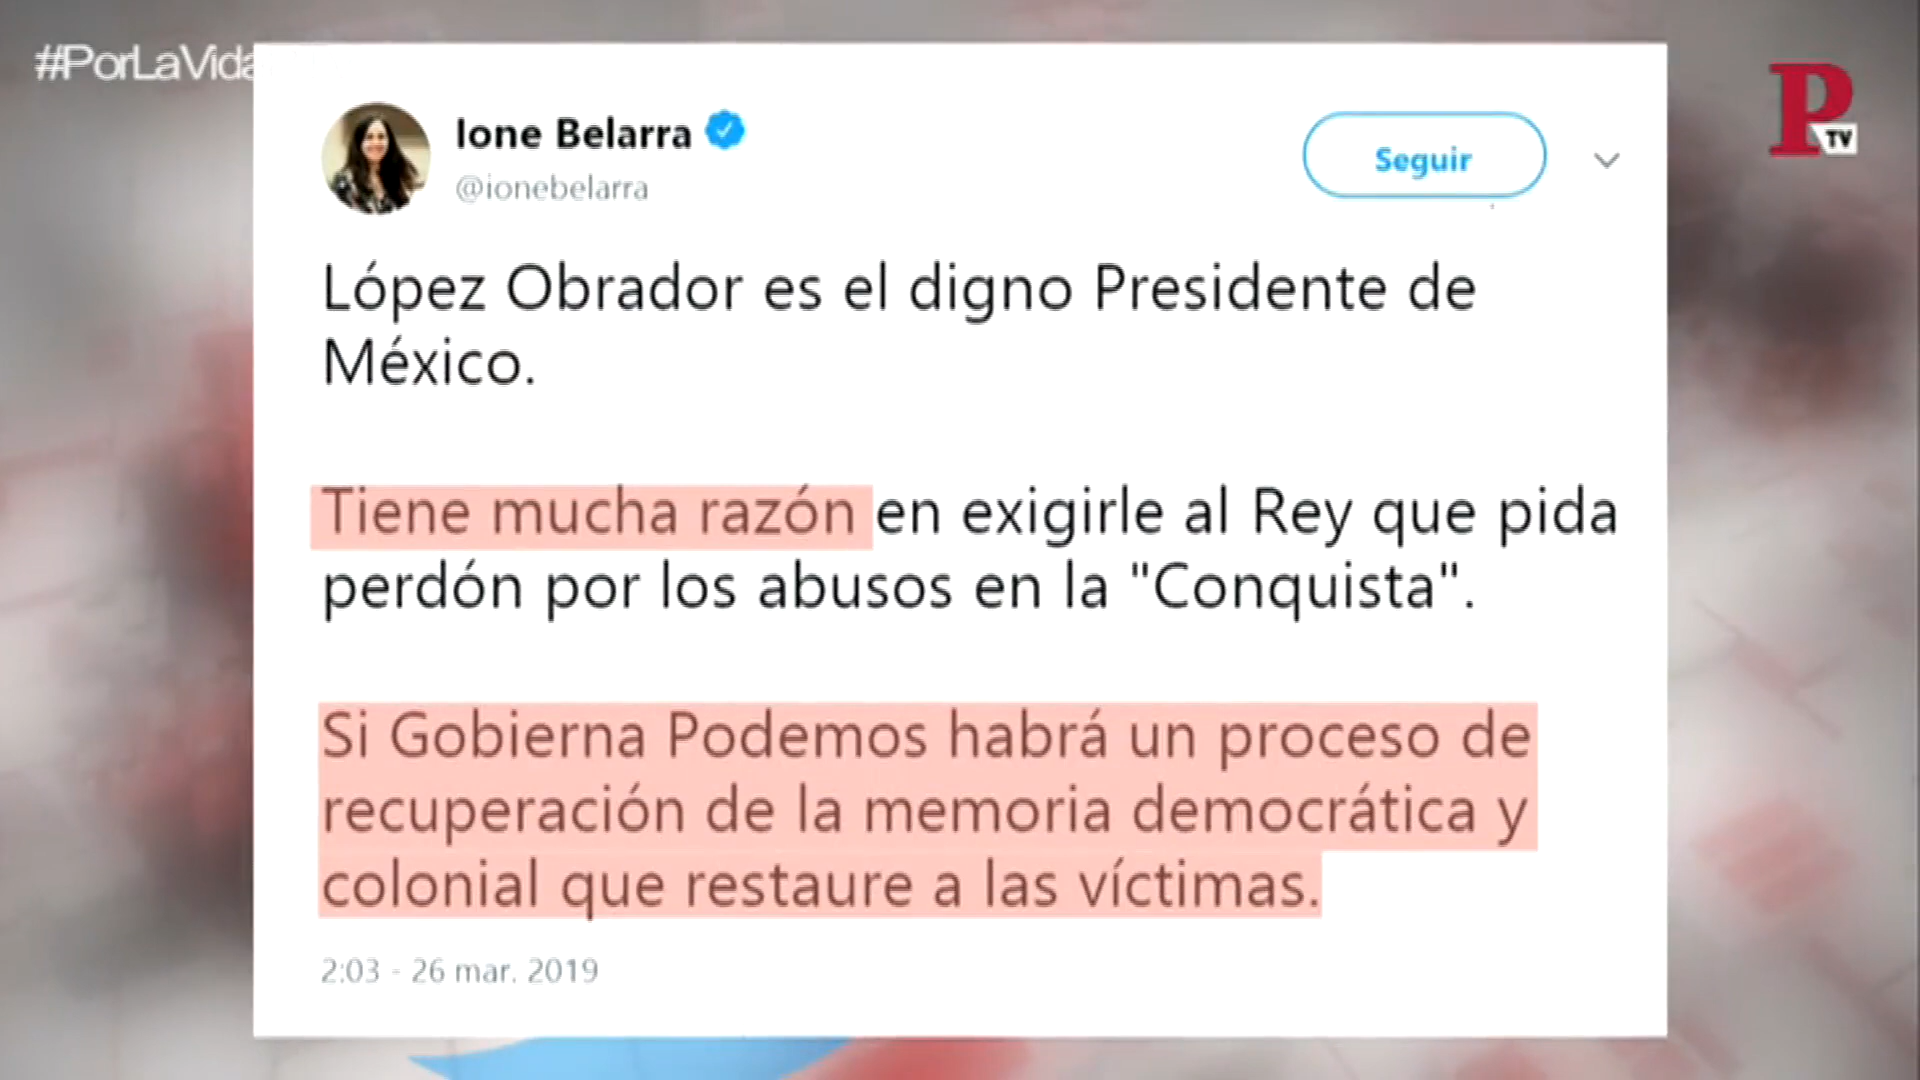 #PorLaVida
P
TV
Ione Belarra
@ionebelarra
Seguir
López Obrador es el digno Presidente de
México.
Tiene mucha razón en exigirle al Rey que pida
perdón por los abusos en la "Conquista".
Si Gobierna Podemos habrá un proceso de
recuperación de la memoria democrática y
colonial que restaure a las víctimas.
2:03 - 26 mar. 2019